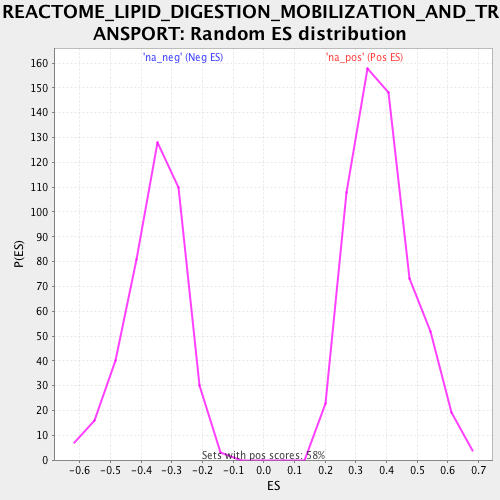 REACTOME_LIPID_DIGESTION_MOBILIZATION_AND_TR
ANSPORT: Random ES distribution
'na_neg' (Neg ES)
'na_pos' (Pos ES)
160
150
140
130
120
110
100
90
80
70
60
50
40
30
20
10
0
P(ES)
Sets with pos scores: 58%
-0.6 -0.5 -0.4 -0.3 -0.2 -0.1 0.0 0.1 0.2 0.3 0.4 0.5 0.6 0.7
ES